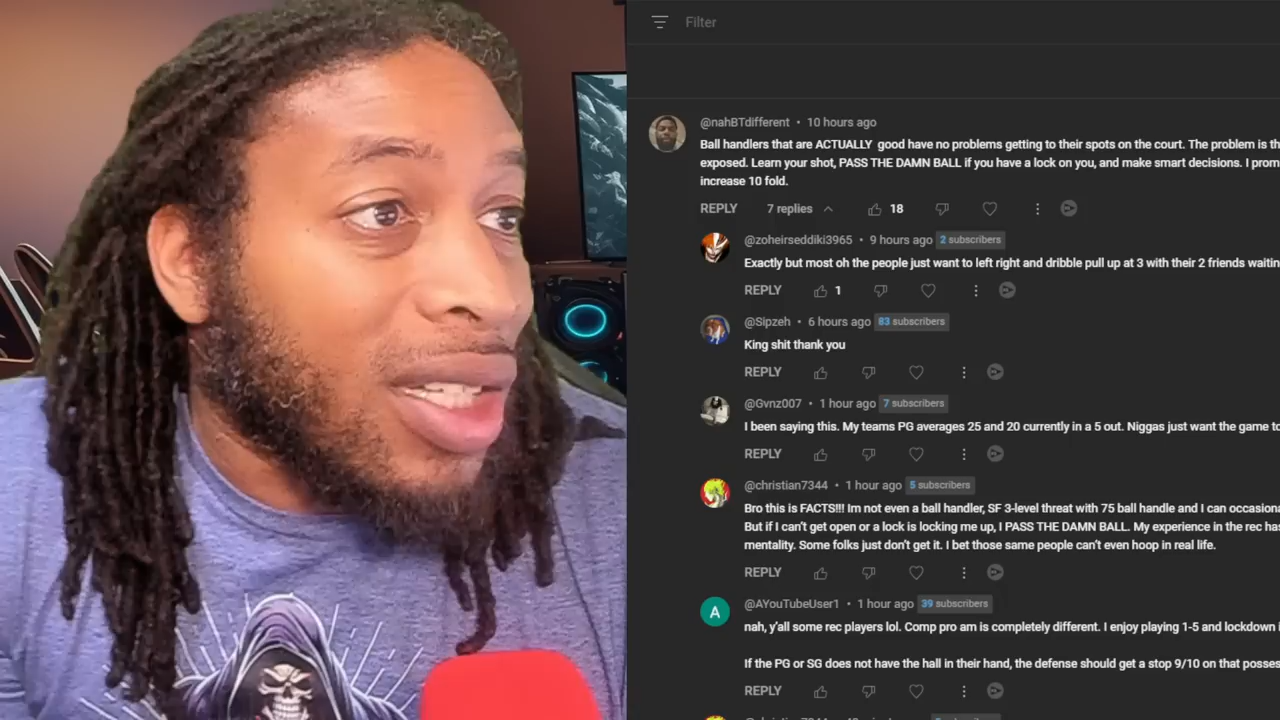 Filter
@nahBTdifferent • 10 hours ago
Ball handlers that are ACTUALLY good have no problems getting to their spots on the court. The problem is th
exposed. Learn your shot, PASS THE DAMN BALL if you have a lock on you, and make smart decisions. I prom
increase 10 fold.
REPLY 7 replies 18
@zoheirseddiki3965 • 9 hours ago 2 subscribers
Exactly but most oh the people just want to left right and dribble pull up at 3 with their 2 friends waitin
REPLY 1
@Sipzeh • 6 hours ago 83 subscribers
King shit thank you
REPLY
@Gvnz007 • 1 hour ago 7 subscribers
I been saying this. My teams PG averages 25 and 20 currently in a 5 out. Niggas just want the game to
REPLY
@christian7344 • 1 hour ago 5 subscribers
Bro this is FACTS!!! Im not even a ball handler, SF 3-level threat with 75 ball handle and I can occasiona
But if I can't get open or a lock is locking me up, I PASS THE DAMN BALL. My experience in the rec has
mentality. Some folks just don't get it. I bet those same people can't even hoop in real life.
REPLY
A @AYouTubeUser1 • 1 hour ago 39 subscribers
nah, y'all some rec players lol. Comp pro am is completely different. I enjoy playing 1-5 and lockdown i
If the PG or SG does not have the hall in their hand, the defense should get a stop 9/10 on that posses
REPLY